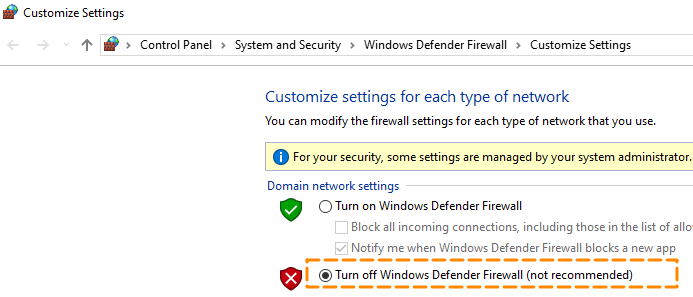 Customize Settings
Control Panel > System and Security > Windows Defender Firewall > Customize Settings
Customize settings for each type of network
You can modify the firewall settings for each type of network that you use.
For your security, some settings are managed by your system administrator.
Domain network settings
Turn on Windows Defender Firewall
Block all incoming connections, including those in the list of
Notify me when Windows Defender Firewall blocks a new app
Turn off Windows Defender Firewall (not recommended)